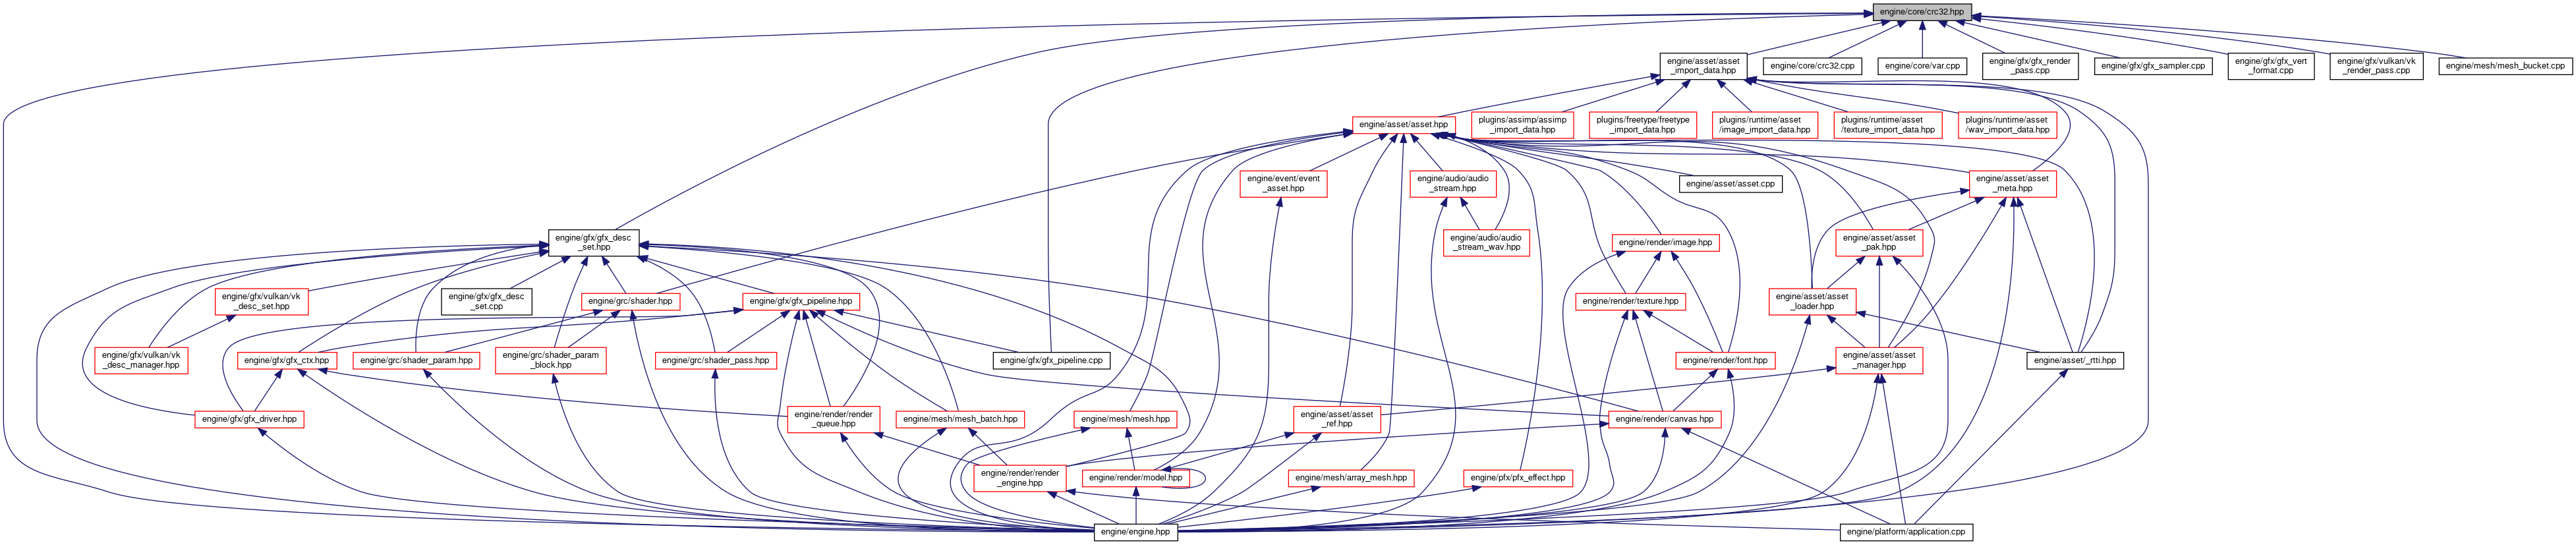 engine/core/crc32.hpp
engine/asset/asset
_import_data.hpp
engine/core/crc32.cpp
engine/core/var.cpp
engine/gfx/gfx_render
_pass.cpp
engine/gfx/gfx_sampler.cpp
engine/gfx/gfx_vert
_format.cpp
engine/gfx/vulkan/vk
_render_pass.cpp
engine/mesh/mesh_bucket.cpp
engine/asset/asset.hpp
plugins/assimp/assimp
_import_data.hpp
plugins/freetype/freetype
_import_data.hpp
plugins/runtime/asset
/image_import_data.hpp
plugins/runtime/asset
/texture_import_data.hpp
plugins/runtime/asset
/wav_import_data.hpp
engine/event/event
_asset.hpp
engine/audio/audio
_stream.hpp
engine/asset/asset.cpp
engine/asset/asset
_meta.hpp
engine/gfx/gfx_desc
_set.hpp
engine/audio/audio
_stream_wav.hpp
engine/render/image.hpp
engine/asset/asset
_pak.hpp
engine/gfx/vulkan/vk
_desc_set.hpp
engine/gfx/gfx_desc
_set.cpp
engine/grc/shader.hpp
engine/gfx/gfx_pipeline.hpp
engine/render/texture.hpp
engine/asset/asset
_loader.hpp
engine/gfx/vulkan/vk
_desc_manager.hpp
engine/gfx/gfx_ctx.hpp
engine/grc/shader_param.hpp
engine/grc/shader_param
_block.hpp
engine/grc/shader_pass.hpp
engine/gfx/gfx_pipeline.cpp
engine/render/font.hpp
engine/asset/asset
_manager.hpp
engine/asset/_rtti.hpp
engine/gfx/gfx_driver.hpp
engine/render/render
_queue.hpp
engine/mesh/mesh_batch.hpp
engine/mesh/mesh.hpp
engine/asset/asset
_ref.hpp
engine/render/canvas.hpp
engine/render/render
_engine.hpp
engine/render/model.hpp
engine/mesh/array_mesh.hpp
engine/pfx/pfx_effect.hpp
engine/engine.hpp
engine/platform/application.cpp